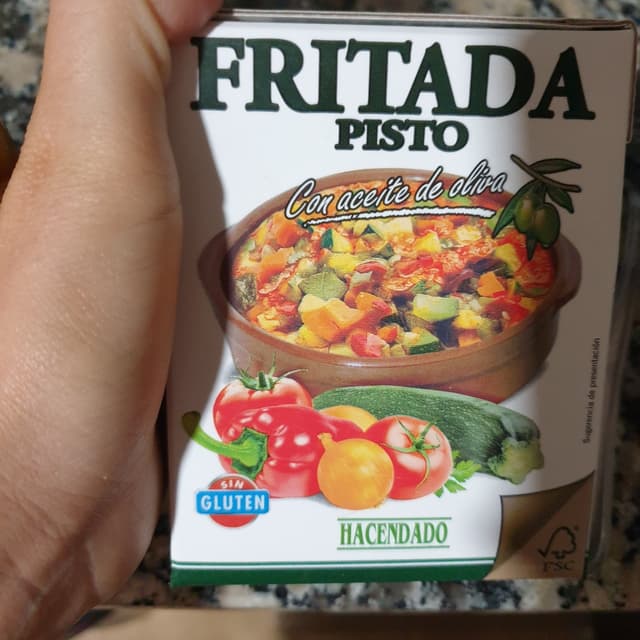 FRITADA
PISTO
Con aceite de oliva
Sugerencia de presentación
SIN
GLUTEN
HACENDADO
FSC